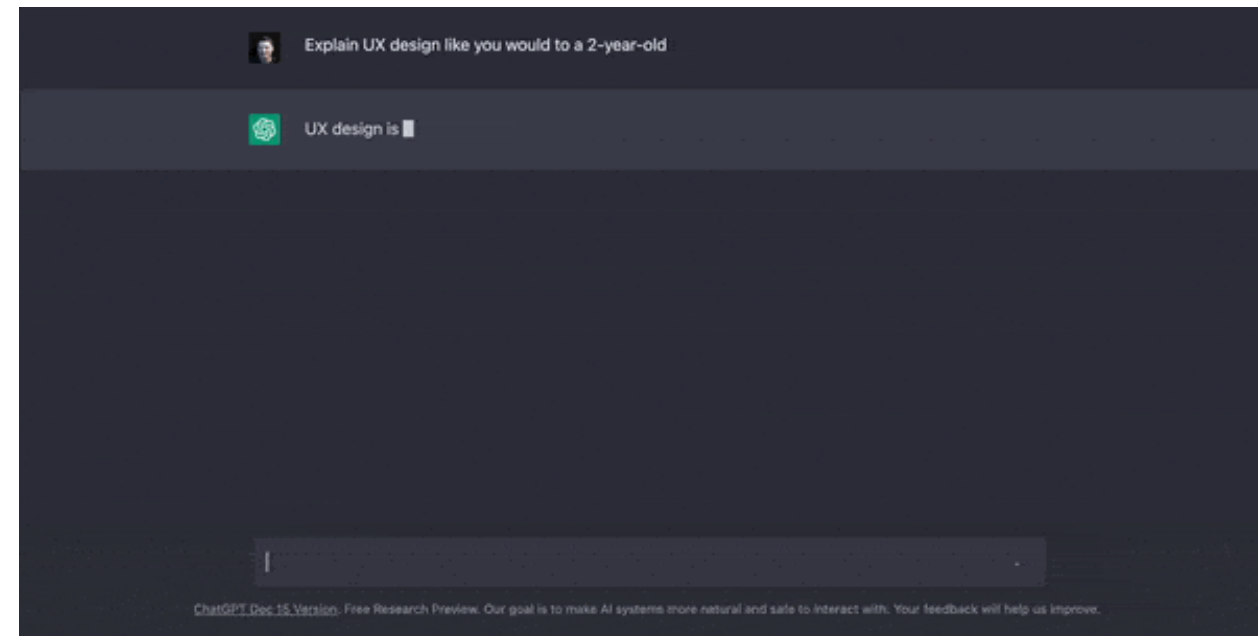 Explain UX design like you would to a 2-year-old
UX design is
ChatGPT Dec 15 Version. Free Research Preview. Our goal is to make AI systems more natural and safe to interact with. Your feedback will help us improve.